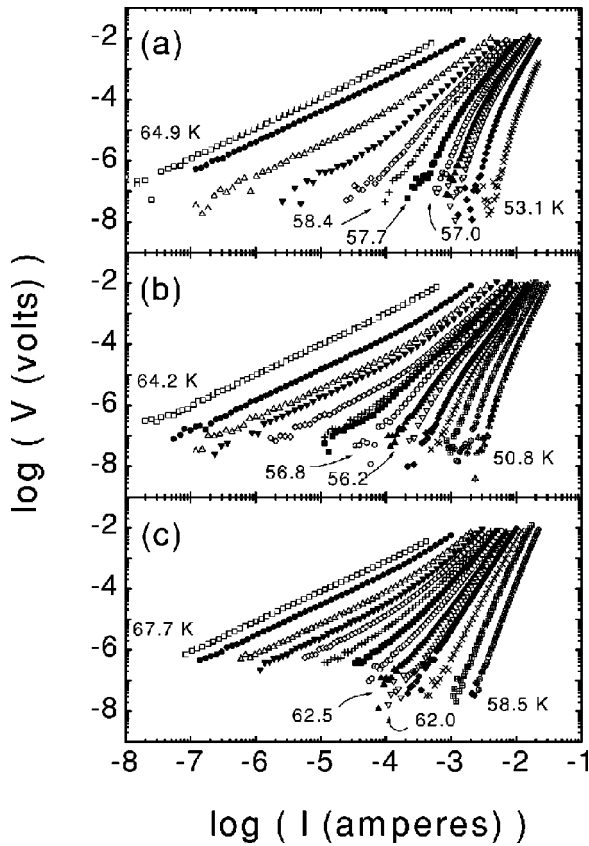 (a)
-2
-4
-6
-8
64.9 K
58.4
57.7
57.0
53.1 K
(b)
-2
-4
-6
-8
64.2 K
56.8
56.2
50.8 K
(c)
-2
-4
-6
-8
67.7 K
62.5
62.0
58.5 K
log ( V (volts) )
-8 -7 -6 -5 -4 -3 -2 -1
log ( I (amperes) )